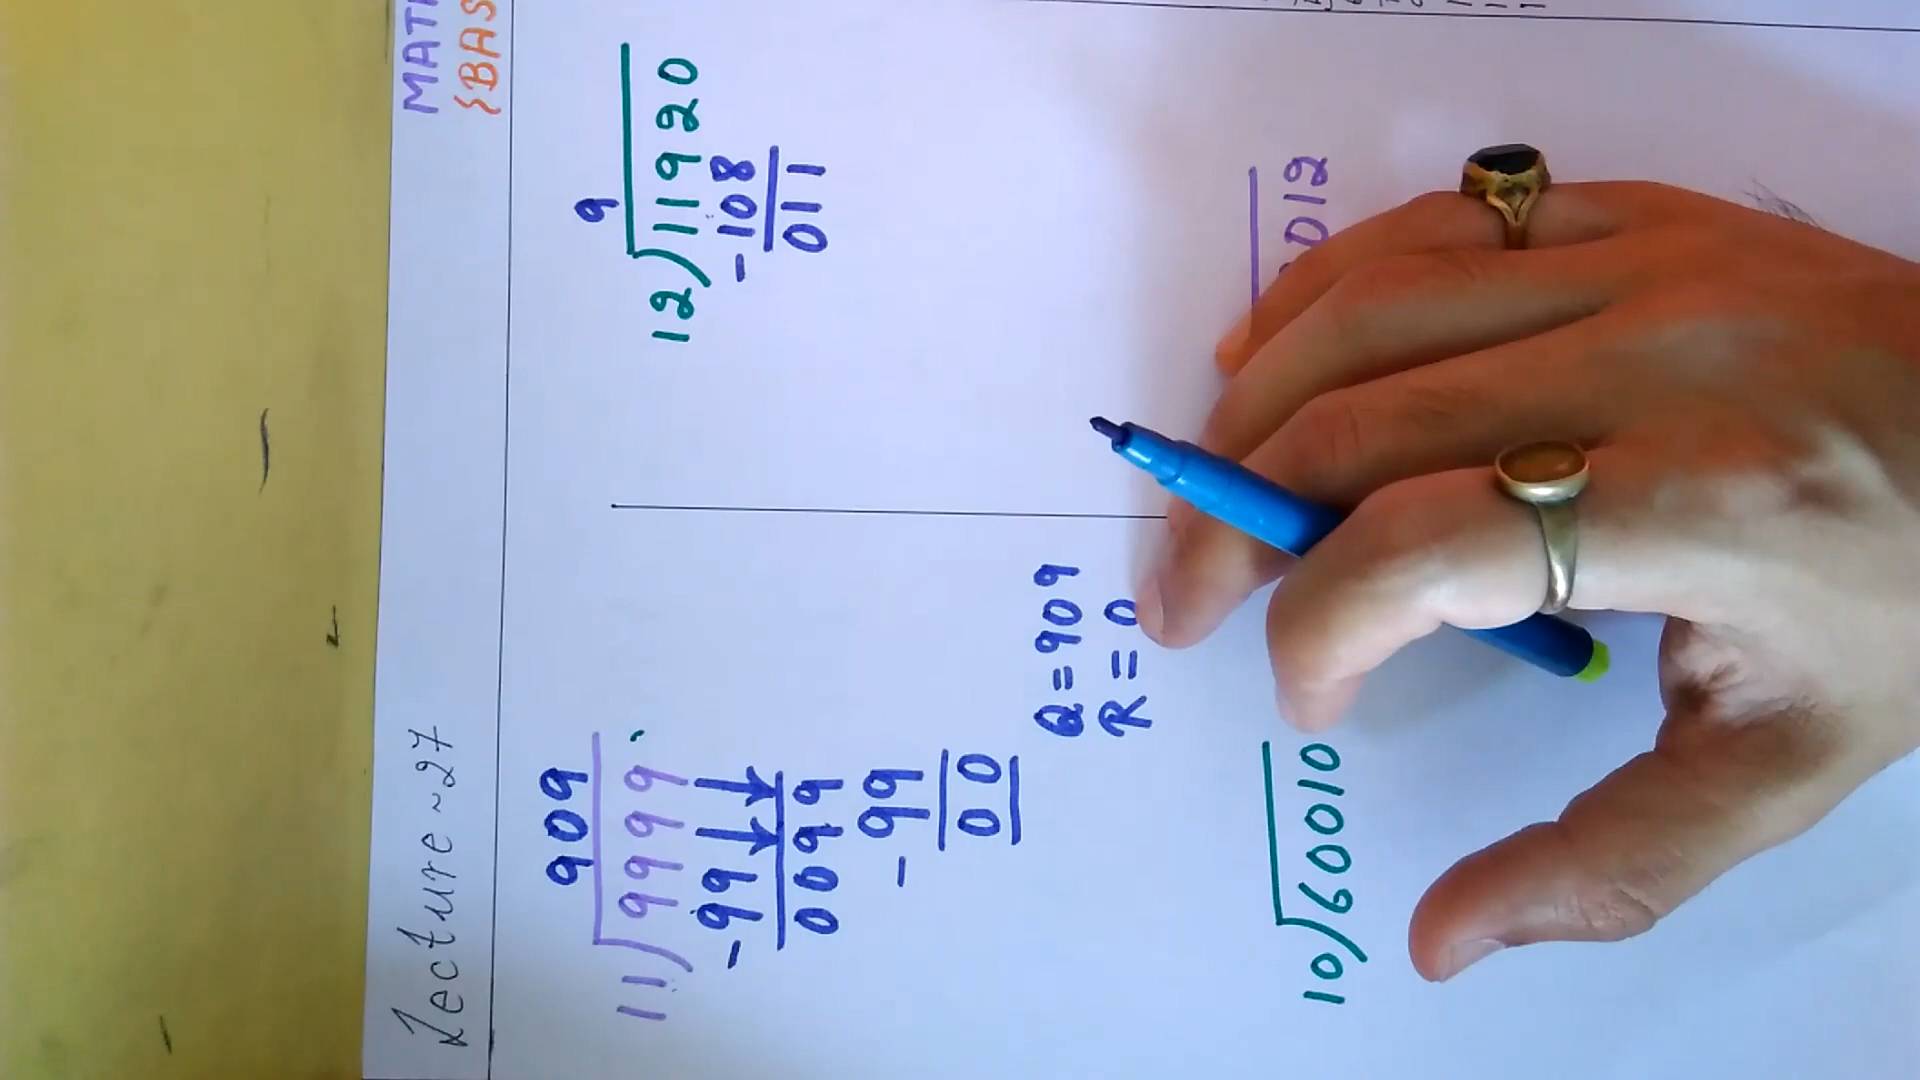 Lecture ~ 27
MATH
{BAS
909
11)9999
-99↓↓
0099
-99
00
Q=909
R=0
9
12)11920
-108
011
10)60010
012